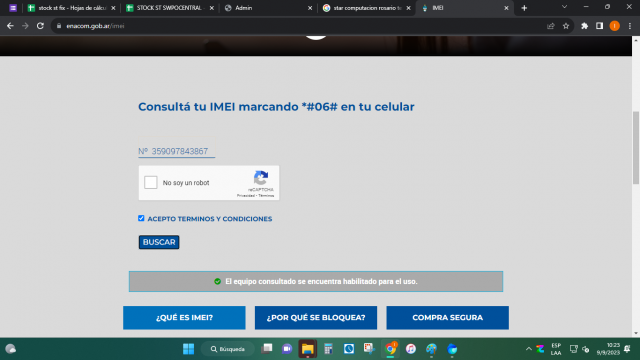 stock st fix - Hojas de cálcu
STOCK ST SWPOCENTRAL -
Admin
star computacion rosario te
IMEI
enacom.gob.ar/imei
Consultá tu IMEI marcando *#06# en tu celular
Nº 359097843867
No soy un robot
reCAPTCHA
Privacidad - Términos
ACEPTO TERMINOS Y CONDICIONES
BUSCAR
El equipo consultado se encuentra habilitado para el uso.
¿QUÉ ES IMEI?
¿POR QUÉ SE BLOQUEA?
COMPRA SEGURA
Búsqueda
ESP
LAA
10:23
9/9/2023